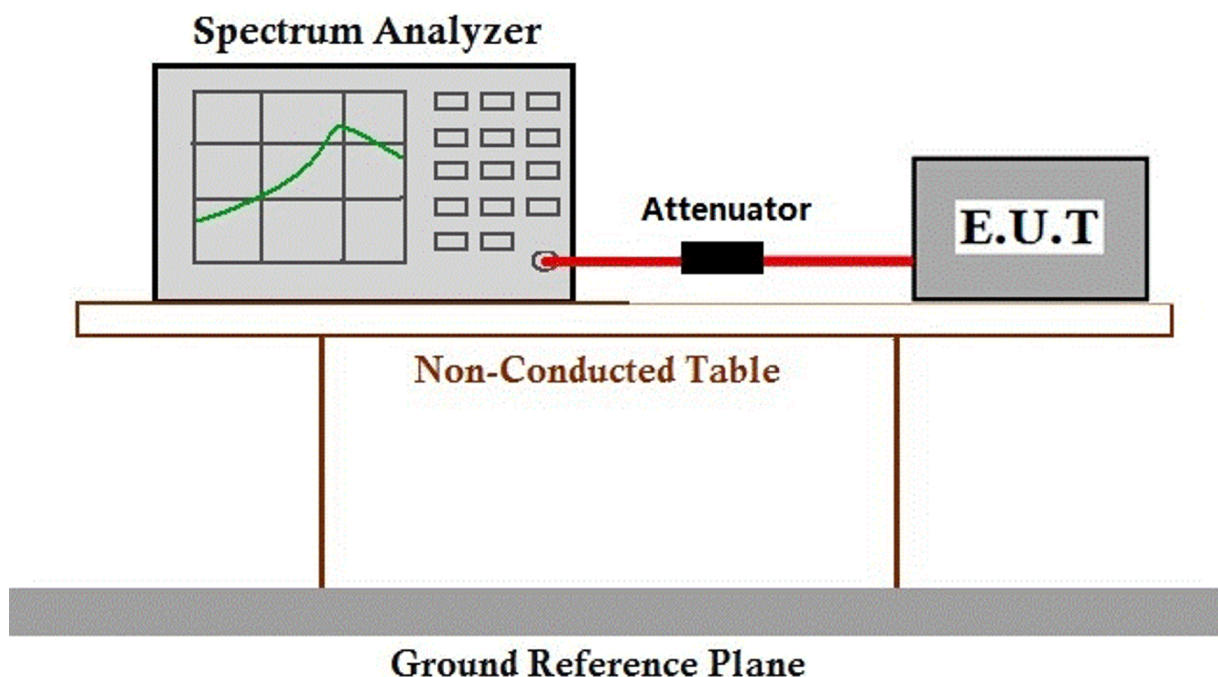 Spectrum Analyzer
Attenuator
E.U.T
Non-Conducted Table
Ground Reference Plane